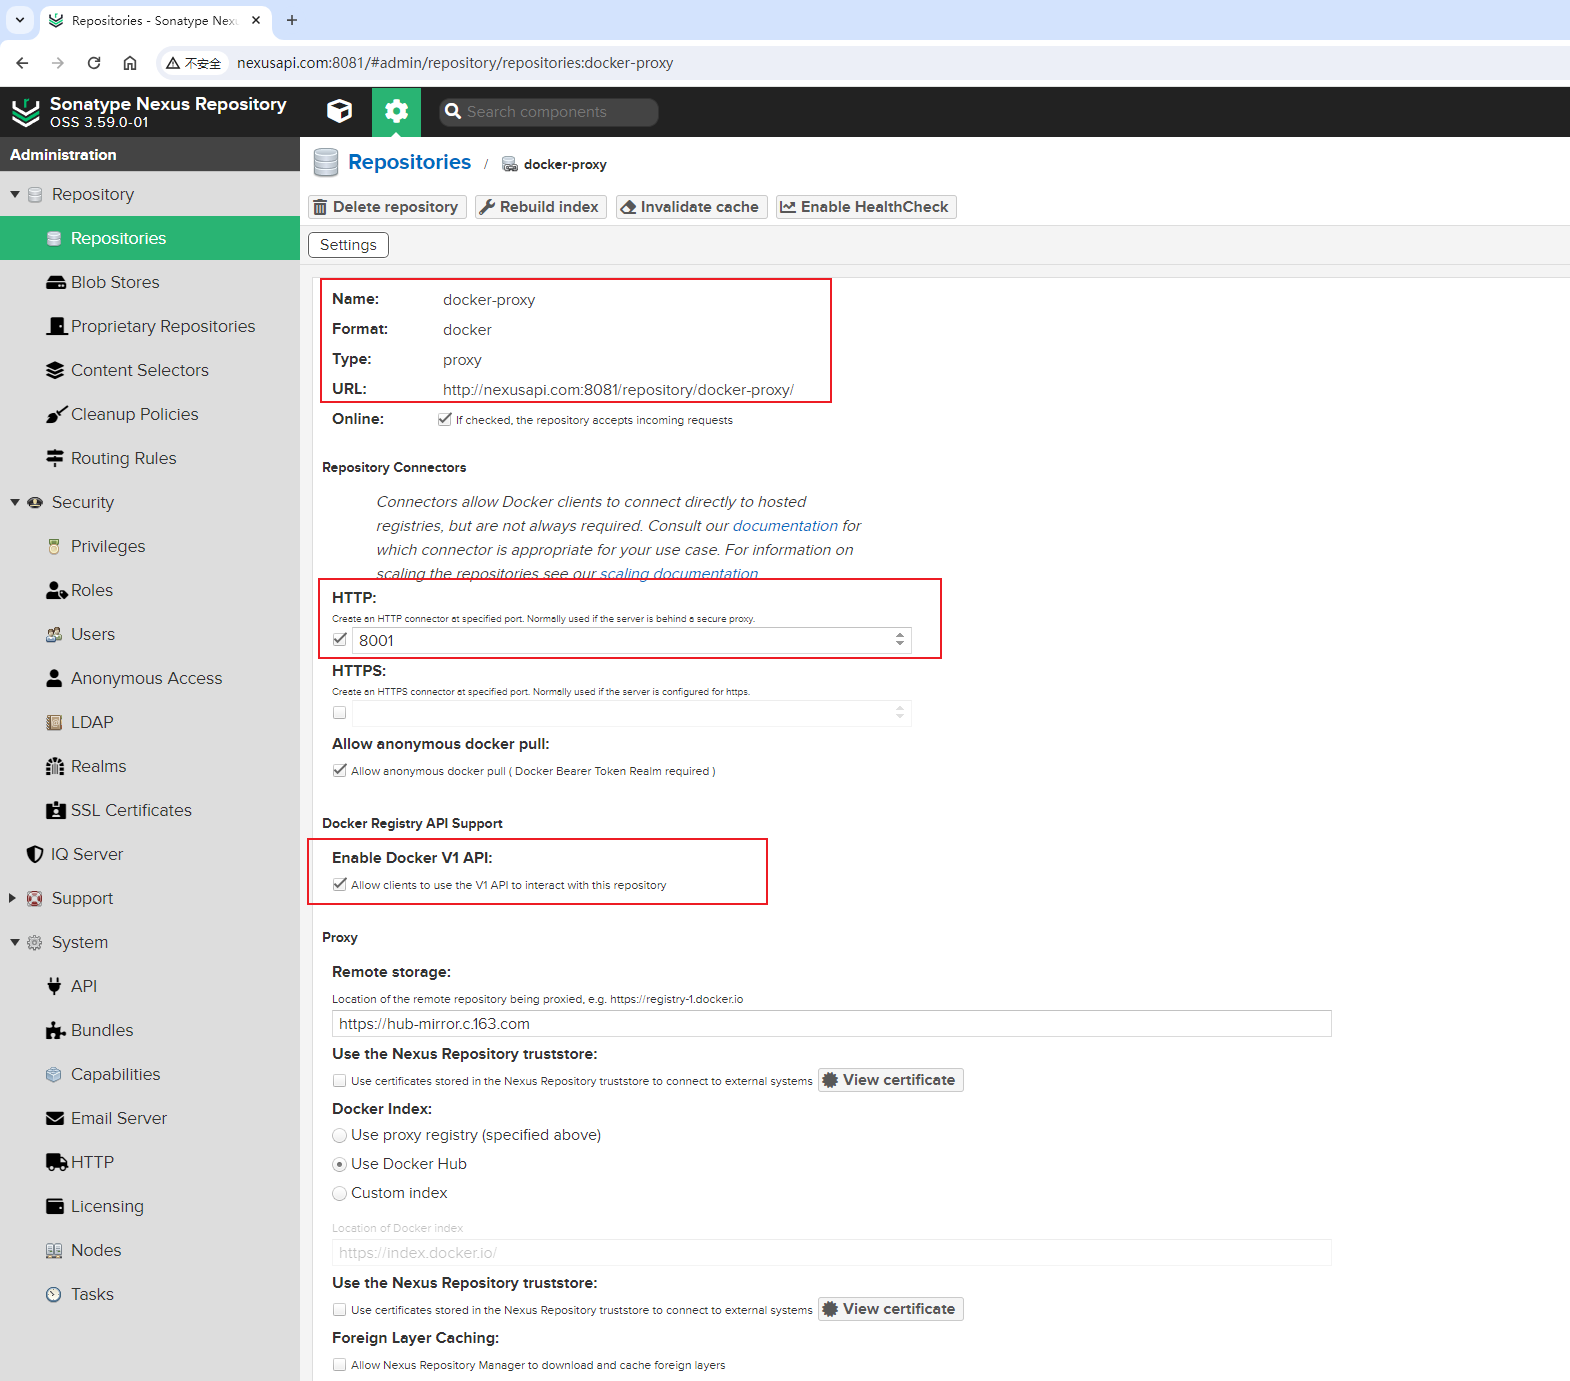 Repositories - Sonatype Nexu
不安全
nexusapi.com:8081/#admin/repository/repositories:docker-proxy
Sonatype Nexus Repository
OSS 3.59.0-01
Search components
Administration
Repository
Repositories
Blob Stores
Proprietary Repositories
Content Selectors
Cleanup Policies
Routing Rules
Security
Privileges
Roles
Users
Anonymous Access
LDAP
Realms
SSL Certificates
IQ Server
Support
System
API
Bundles
Capabilities
Email Server
HTTP
Licensing
Nodes
Tasks
Repositories / docker-proxy
Delete repository
Rebuild index
Invalidate cache
Enable HealthCheck
Settings
Name: docker-proxy
Format: docker
Type: proxy
URL: http://nexusapi.com:8081/repository/docker-proxy/
Online: If checked, the repository accepts incoming requests
Repository Connectors
Connectors allow Docker clients to connect directly to hosted
registries, but are not always required. Consult our documentation for
which connector is appropriate for your use case. For information on
scaling the repositories see our scaling documentation
HTTP:
Create an HTTP connector at specified port. Normally used if the server is behind a secure proxy.
8001
HTTPS:
Create an HTTPS connector at specified port. Normally used if the server is configured for https.
Allow anonymous docker pull:
Allow anonymous docker pull ( Docker Bearer Token Realm required )
Docker Registry API Support
Enable Docker V1 API:
Allow clients to use the V1 API to interact with this repository
Proxy
Remote storage:
Location of the remote repository being proxied, e.g. https://registry-1.docker.io
https://hub-mirror.c.163.com
Use the Nexus Repository truststore:
Use certificates stored in the Nexus Repository truststore to connect to external systems
View certificate
Docker Index:
Use proxy registry (specified above)
Use Docker Hub
Custom index
Location of Docker index
https://index.docker.io/
Use the Nexus Repository truststore:
Use certificates stored in the Nexus Repository truststore to connect to external systems
View certificate
Foreign Layer Caching:
Allow Nexus Repository Manager to download and cache foreign layers